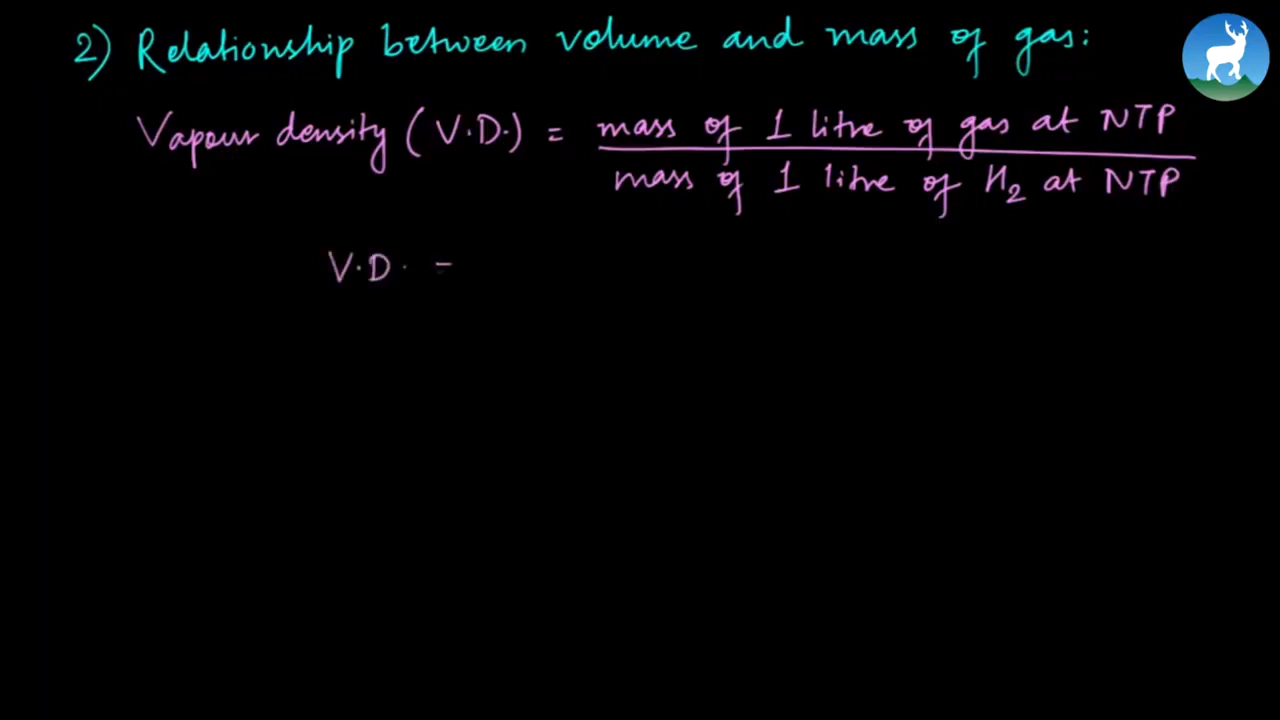 2) Relationship between volume and mass of gas:
Vapour density (V.D.) = mass of 1 litre of gas at NTP
mass of 1 litre of H₂ at NTP
V.D. =